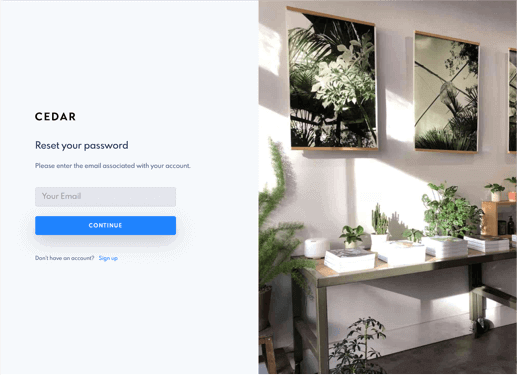 CEDAR
Reset your password
Please enter the email associated with your account.
Your Email
CONTINUE
Don't have an account? Sign up